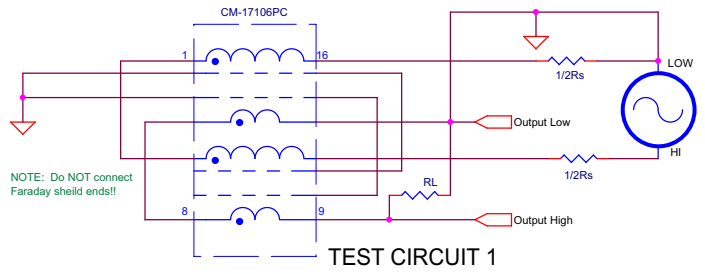 CM-17106PC
1
16
1/2Rs
LOW
Output Low
HI
1/2Rs
NOTE: Do NOT connect
Faraday sheild ends!!
RL
8
9
Output High
TEST CIRCUIT 1